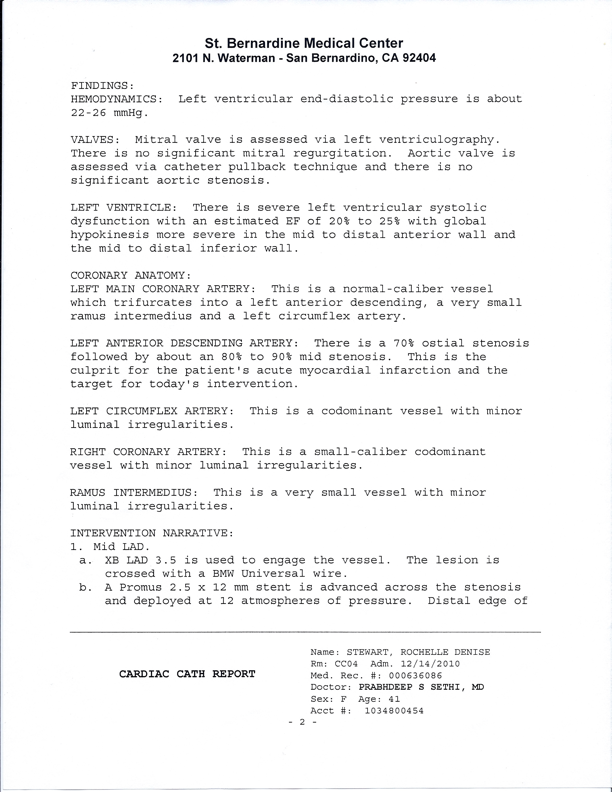 St. Bernardine Medical Center
2101 N. Waterman - San Bernardino, CA 92404
FINDINGS:
HEMODYNAMICS:  Left ventricular end-diastolic pressure is about
22-26 mmHg.
VALVES:  Mitral valve is assessed via left ventriculography.
There is no significant mitral regurgitation.  Aortic valve is
assessed via catheter pullback technique and there is no
significant aortic stenosis.
LEFT VENTRICLE:  There is severe left ventricular systolic
dysfunction with an estimated EF of 20% to 25% with global
hypokinesis more severe in the mid to distal anterior wall and
the mid to distal inferior wall.
CORONARY ANATOMY:
LEFT MAIN CORONARY ARTERY:  This is a normal-caliber vessel
which trifurcates into a left anterior descending, a very small
ramus intermedius and a left circumflex artery.
LEFT ANTERIOR DESCENDING ARTERY:  There is a 70% ostial stenosis
followed by about an 80% to 90% mid stenosis.  This is the
culprit for the patient's acute myocardial infarction and the
target for today's intervention.
LEFT CIRCUMFLEX ARTERY:  This is a codominant vessel with minor
luminal irregularities.
RIGHT CORONARY ARTERY:  This is a small-caliber codominant
vessel with minor luminal irregularities.
RAMUS INTERMEDIUS:  This is a very small vessel with minor
luminal irregularities.
INTERVENTION NARRATIVE:
1. Mid LAD.
a.  XB LAD 3.5 is used to engage the vessel.  The lesion is
crossed with a BMW Universal wire.
b.  A Promus 2.5 x 12 mm stent is advanced across the stenosis
and deployed at 12 atmospheres of pressure.  Distal edge of
CARDIAC CATH REPORT
Name: STEWART, ROCHELLE DENISE
Rm: CC04  Adm. 12/14/2010
Med. Rec. #: 000636086
Doctor: PRABHDEEP S SETHI, MD
Sex: F  Age: 41
Acct #:  1034800454
- 2 -